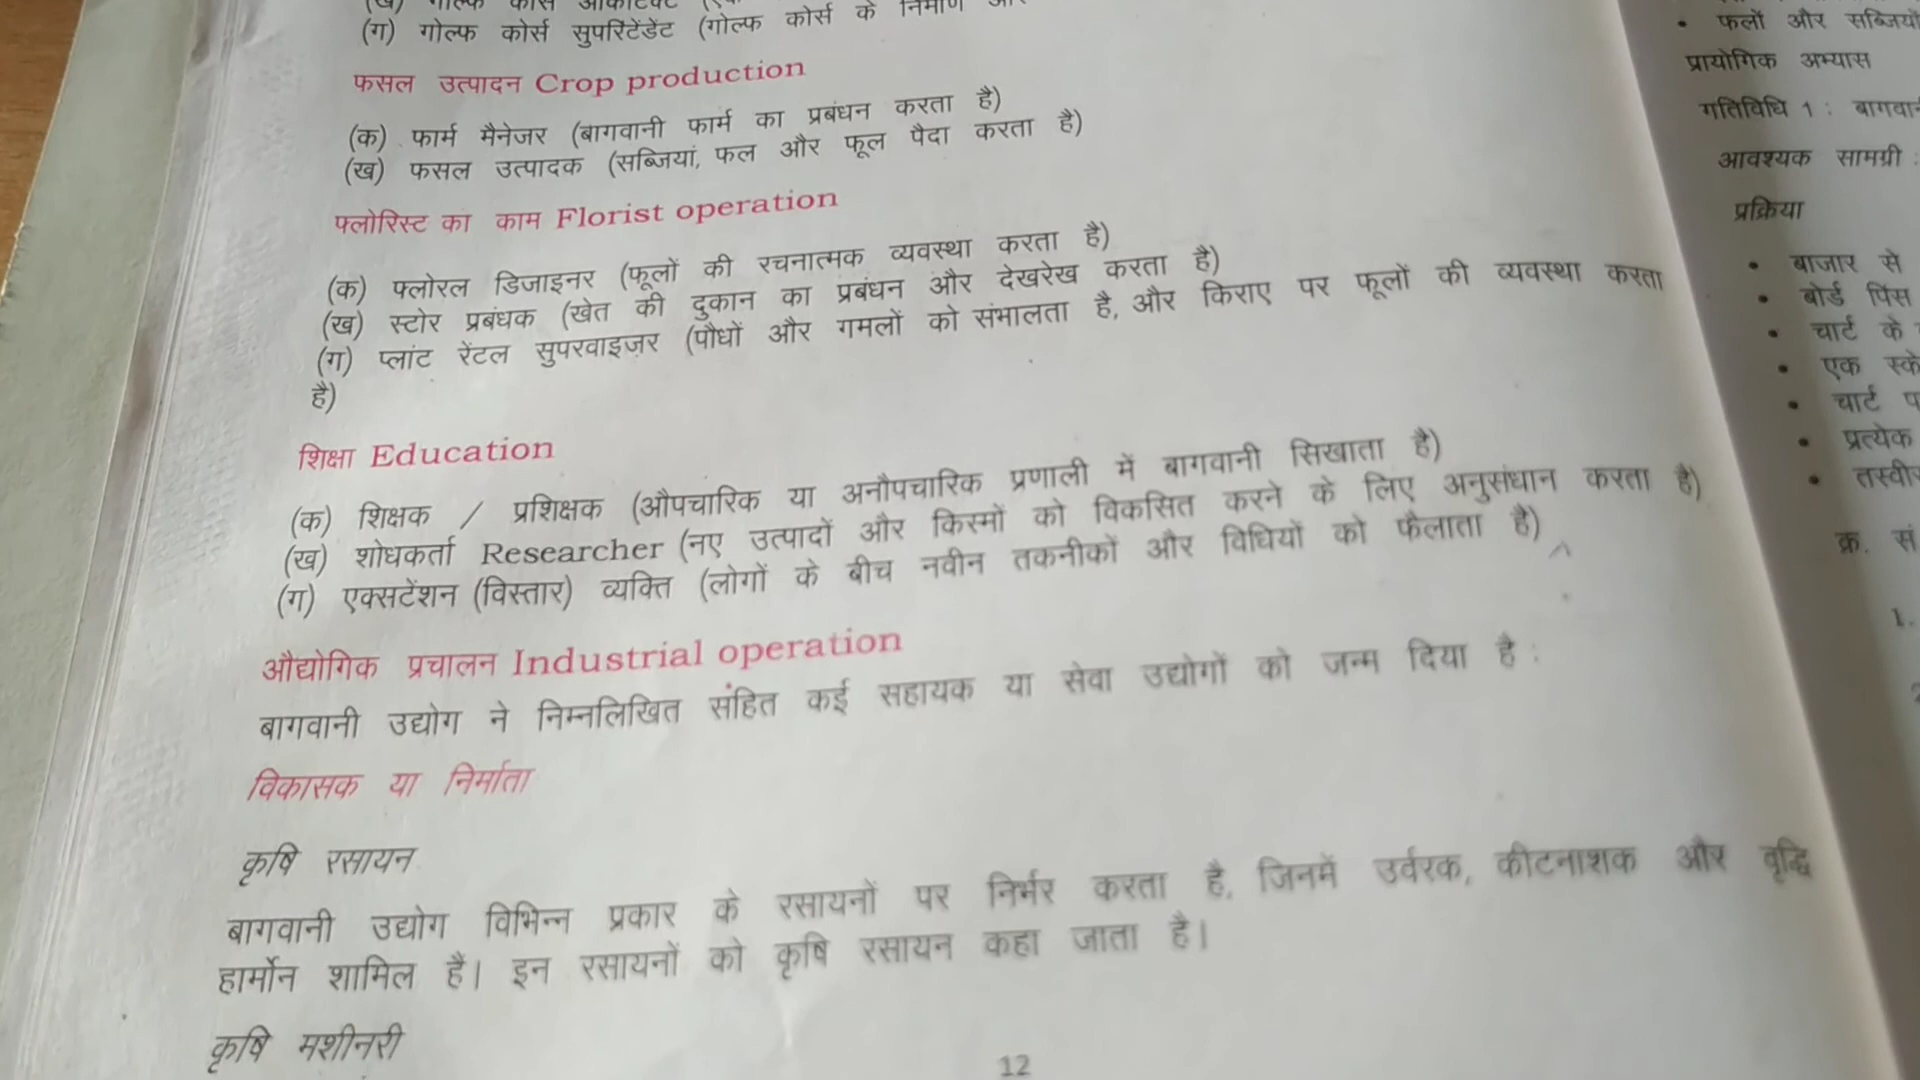 (ग) गोल्फ कोर्स सुपरिंटेंडेंट (गोल्फ कोर्स के निर्माण
फसल उत्पादन Crop production
(क) फार्म मैनेजर (बागवानी फार्म का प्रबंधन करता है)
(ख) फसल उत्पादक (सब्जियां, फल और फूल पैदा करता है)
फ्लोरिस्ट का काम Florist operation
(क) फ्लोरल डिजाइनर (फूलों की रचनात्मक व्यवस्था करता है)
(ख) स्टोर प्रबंधक (खेत की दुकान का प्रबंधन और देखरेख करता है)
(ग) प्लांट रेंटल सुपरवाइज़र (पौधों और गमलों को संभालता है, और किराए पर फूलों की व्यवस्था करता
है)
शिक्षा Education
(क) शिक्षक / प्रशिक्षक (औपचारिक या अनौपचारिक प्रणाली में बागवानी सिखाता है)
(ख) शोधकर्ता Researcher (नए उत्पादों और किस्मों को विकसित करने के लिए अनुसंधान करता है)
(ग) एक्सटेंशन (विस्तार) व्यक्ति (लोगों के बीच नवीन तकनीकों और विधियों को फैलाता है)
औद्योगिक प्रचालन Industrial operation
बागवानी उद्योग ने निम्नलिखित संहित कई सहायक या सेवा उद्योगों को जन्म दिया है :
विकासक या निर्माता
कृषि रसायन
बागवानी उद्योग विभिन्न प्रकार के रसायनों पर निर्भर करता है, जिनमें उर्वरक, कीटनाशक और वृद्धि
हार्मोन शामिल हैं। इन रसायनों को कृषि रसायन कहा जाता है।
कृषि मशीनरी
12
• फलों और सब्जियों
प्रायोगिक अभ्यास
गतिविधि 1 :
आवश्यक सामग्री :
प्रक्रिया
• बाजार से
• बोर्ड पिंस
• चार्ट के
• एक
• चार्ट
• प्रत्येक
•
क्र. सं
1.